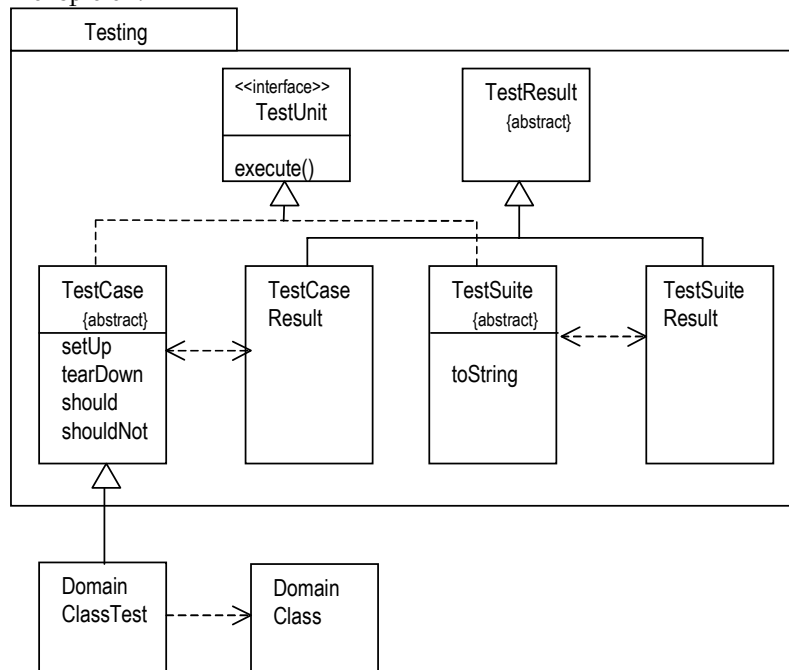 Testing
<<interface>>
TestUnit
execute()
TestResult
{abstract}
TestCase
{abstract}
setUp
tearDown
should
shouldNot
TestCase
Result
TestSuite
{abstract}
toString
TestSuite
Result
Domain
ClassTest
Domain
Class